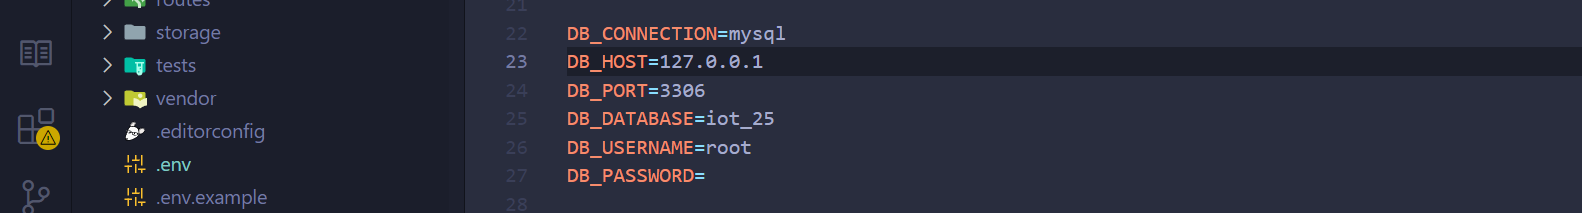 routes
storage
tests
vendor
.editorconfig
.env
.env.example
21
22 DB_CONNECTION=mysql
23 DB_HOST=127.0.0.1
24 DB_PORT=3306
25 DB_DATABASE=iot_25
26 DB_USERNAME=root
27 DB_PASSWORD=
28